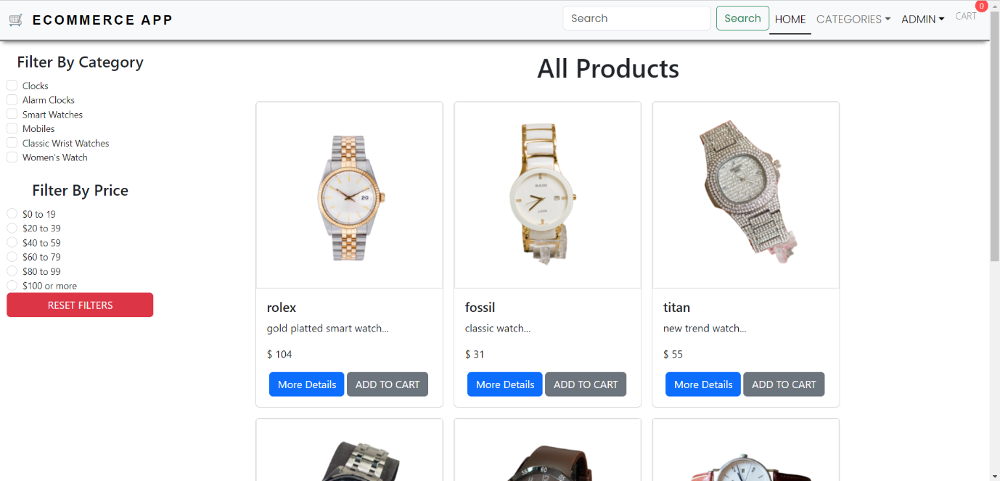 ECOMMERCE APP
Search
Search
HOME
CATEGORIES
ADMIN
CART
0
Filter By Category
Clocks
Alarm Clocks
Smart Watches
Mobiles
Classic Wrist Watches
Women's Watch
Filter By Price
$0 to 19
$20 to 39
$40 to 59
$60 to 79
$80 to 99
$100 or more
RESET FILTERS
All Products
rolex
gold platted smart watch...
$ 104
More Details
ADD TO CART
fossil
classic watch...
$ 31
More Details
ADD TO CART
titan
new trend watch...
$ 55
More Details
ADD TO CART